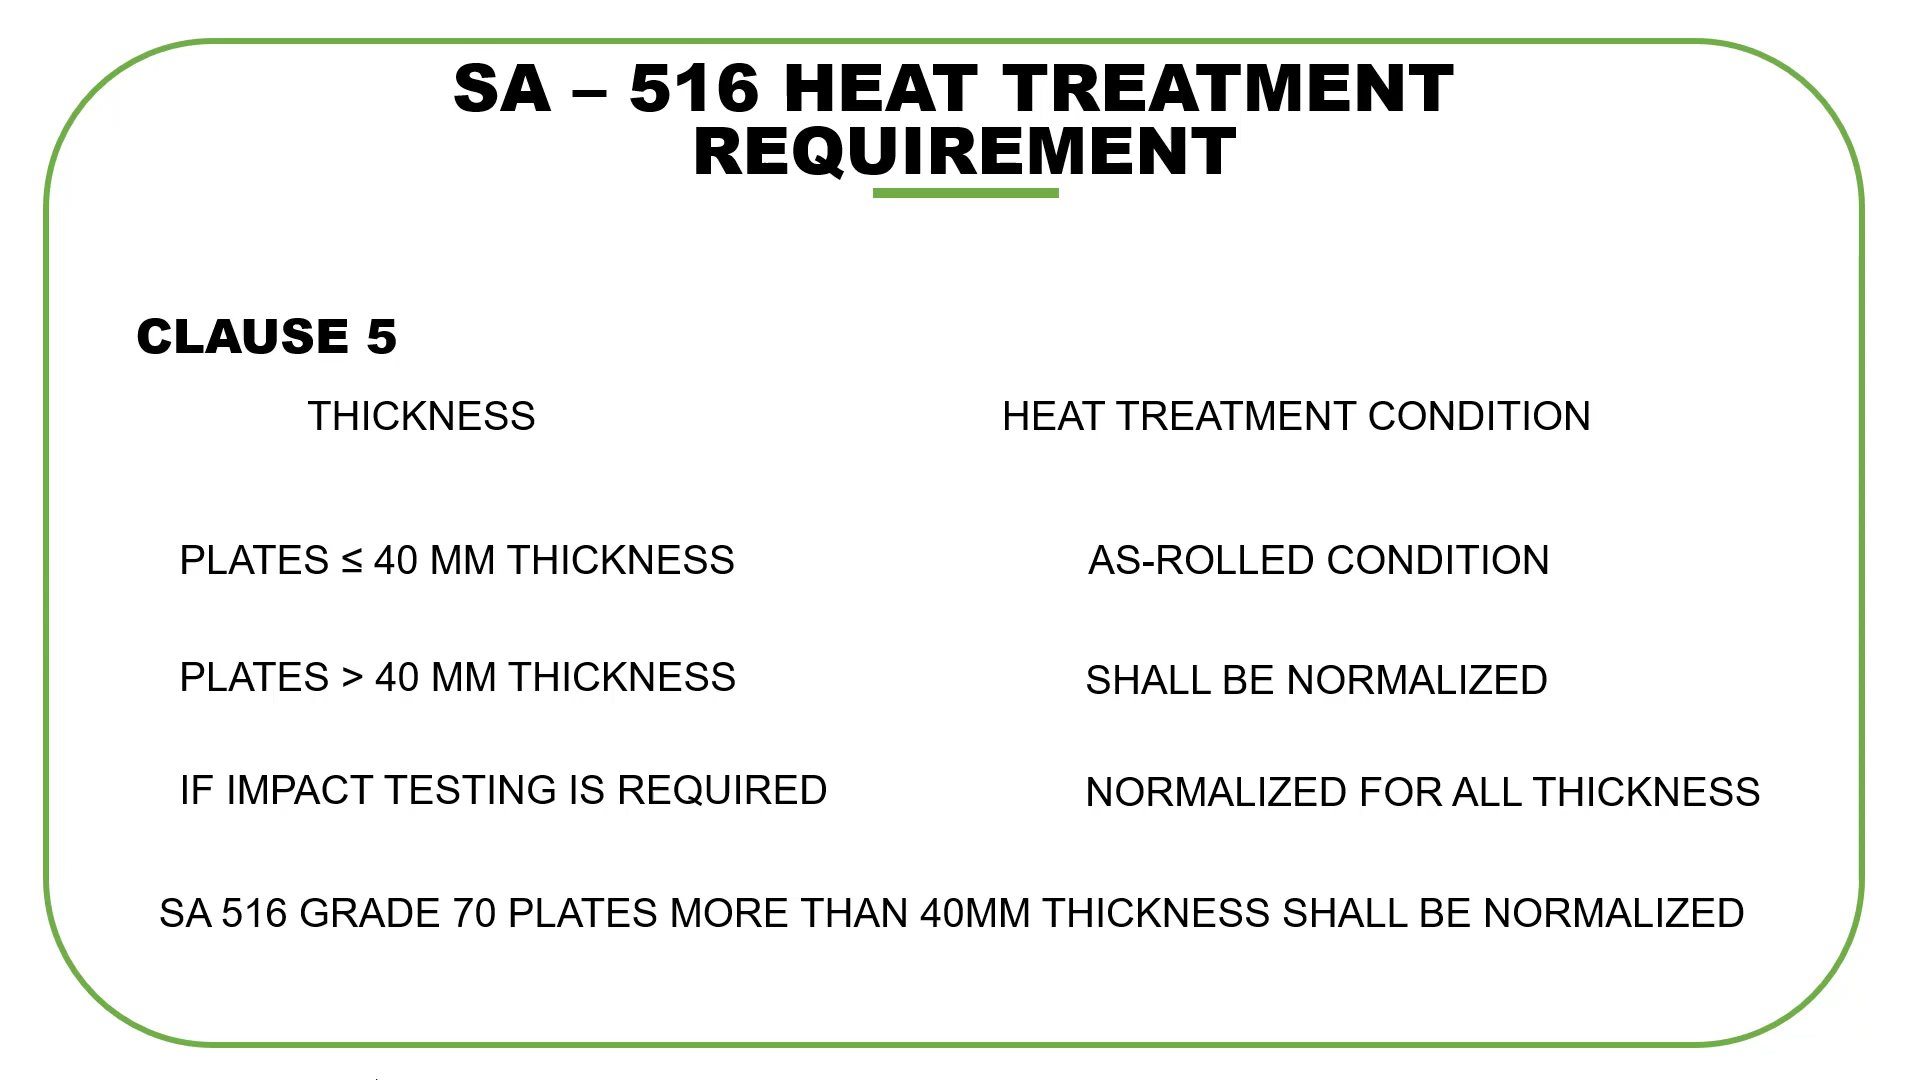 SA – 516 HEAT TREATMENT
REQUIREMENT
CLAUSE 5
THICKNESS HEAT TREATMENT CONDITION
PLATES ≤ 40 MM THICKNESS AS-ROLLED CONDITION
PLATES > 40 MM THICKNESS SHALL BE NORMALIZED
IF IMPACT TESTING IS REQUIRED NORMALIZED FOR ALL THICKNESS
SA 516 GRADE 70 PLATES MORE THAN 40MM THICKNESS SHALL BE NORMALIZED